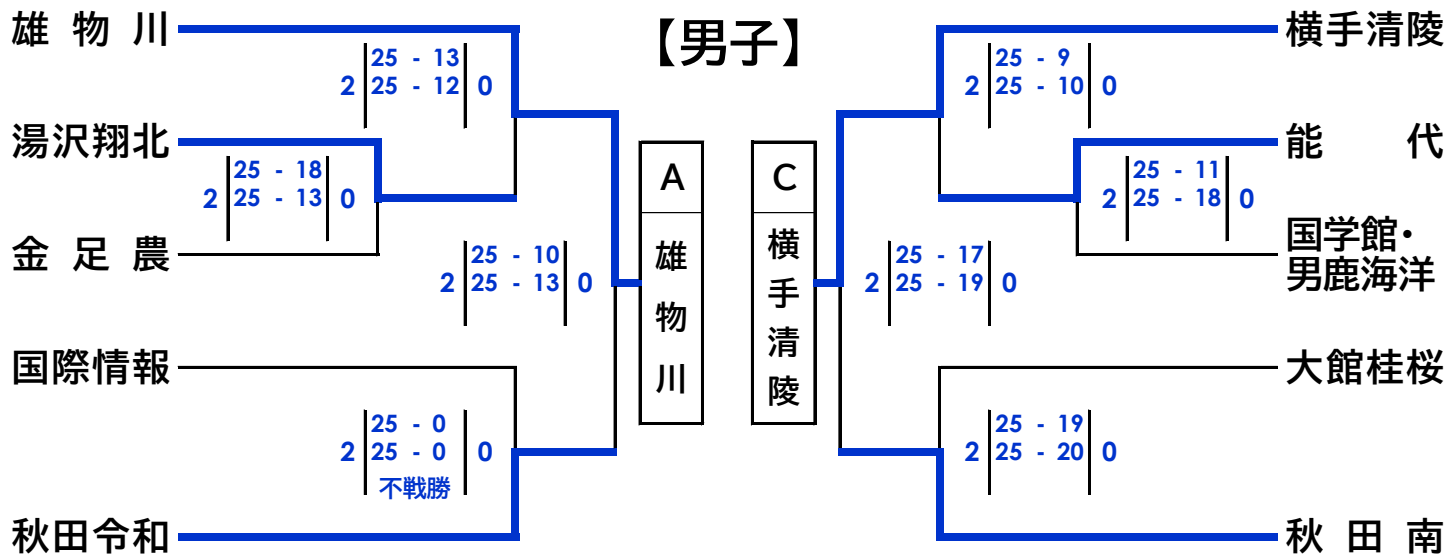 【男子】
雄物川
25 - 13
2 25 - 12 0
湯沢翔北
25 - 18
2 25 - 13 0
金足農
25 - 10
2 25 - 13 0
国際情報
25 - 0
2 25 - 0 0
不戦勝
秋田令和
A
雄物川
C
横手清陵
横手清陵
25 - 9
2 25 - 10 0
能代
25 - 11
2 25 - 18 0
国学館・
男鹿海洋
25 - 17
2 25 - 19 0
大館桂桜
25 - 19
2 25 - 20 0
秋田南